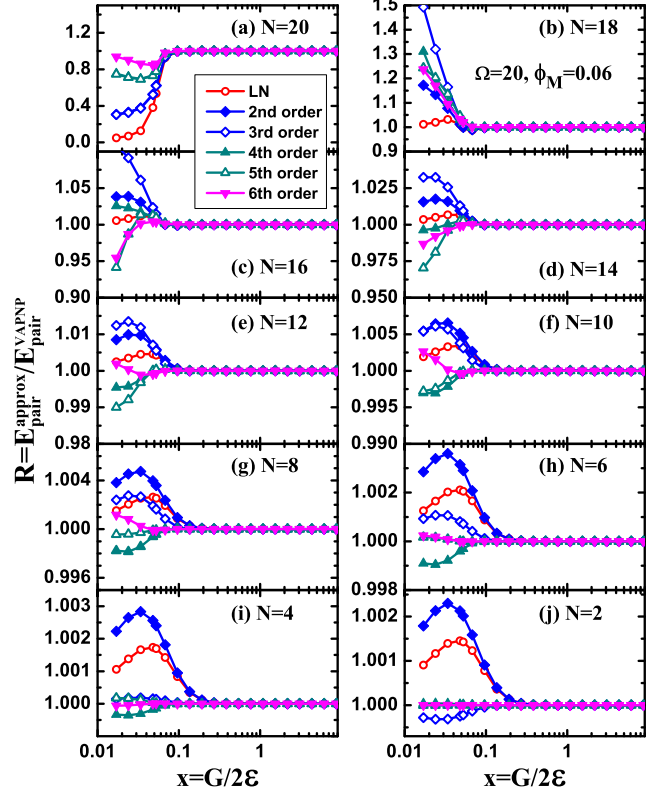 R=E_pair^approx/E_pair^VAPNP
(a) N=20
1.2
0.8
0.4
0.0
LN
2nd order
3rd order
4th order
5th order
6th order
(b) N=18
Ω=20, ϕ_M=0.06
1.5
1.4
1.3
1.2
1.1
1.0
0.9
(c) N=16
1.05
1.00
0.95
0.90
(d) N=14
1.025
1.000
0.975
0.950
(e) N=12
1.01
1.00
0.99
0.98
(f) N=10
1.005
1.000
0.995
0.990
(g) N=8
1.004
1.000
0.996
(h) N=6
1.002
1.000
0.998
(i) N=4
1.003
1.002
1.001
1.000
0.01 0.1 1
x=G/2ε
(j) N=2
1.002
1.001
1.000
0.01 0.1 1
x=G/2ε